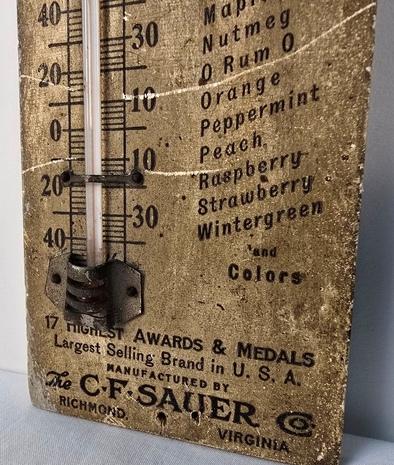 40
30
20
10
0
10
20
30
40
Nutmeg
O Rum O
Orange
Peppermint
Peach
Raspberry
Strawberry
Wintergreen
and
Colors
17 HIGHEST AWARDS & MEDALS
Largest Selling Brand in U. S. A.
MANUFACTURED BY
The C. F. SAUER CO.
RICHMOND, VIRGINIA